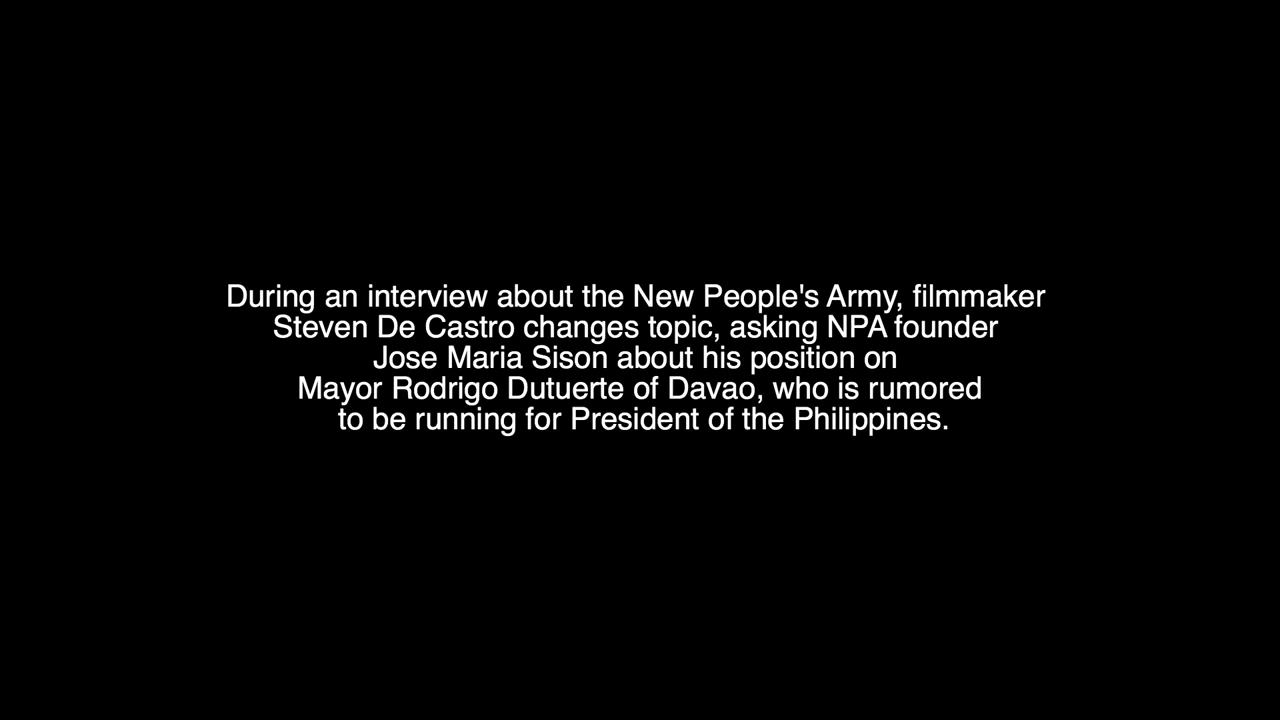 During an interview about the New People's Army, filmmaker
Steven De Castro changes topic, asking NPA founder
Jose Maria Sison about his position on
Mayor Rodrigo Dutuerte of Davao, who is rumored
to be running for President of the Philippines.